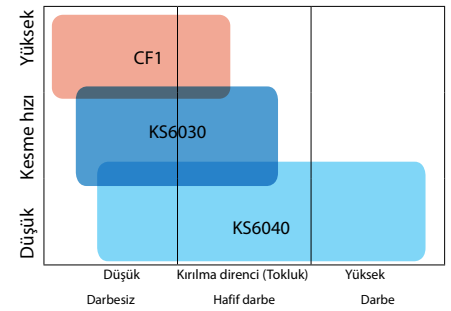 Yüksek
Kesme hızı
Düşük
CF1
KS6030
KS6040
Düşük Kırılma direnci (Tokluk) Yüksek
Darbesiz Hafif darbe Darbe